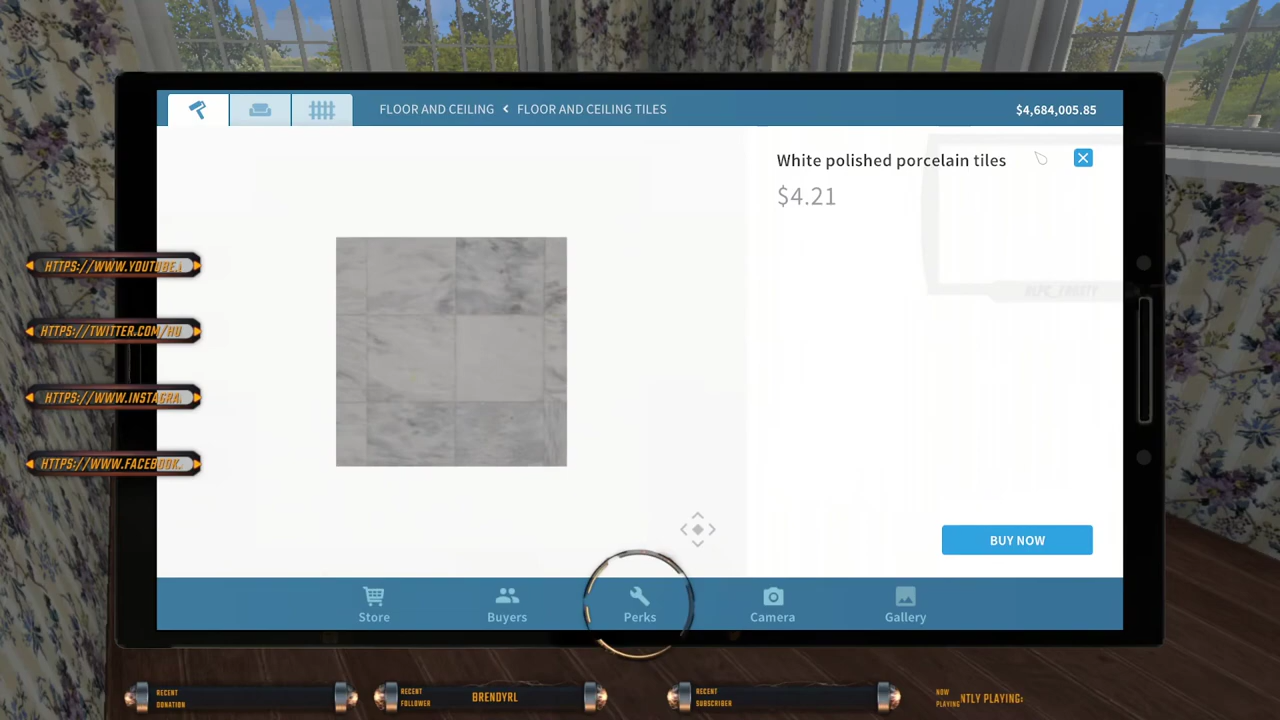 FLOOR AND CEILING < FLOOR AND CEILING TILES
$4,684,005.85
White polished porcelain tiles
$4.21
HTTPS://WWW.YOUTUBE.
HTTPS://TWITTER.COM/HU
HTTPS://WWW.INSTAGRA
HTTPS://WWW.FACEBOOK.
BUY NOW
Store
Buyers
Perks
Camera
Gallery
RECENT
DONATION
RECENT
FOLLOWER
BRENDYRL
RECENT
SUBSCRIBER
NOW
PLAYING
NTLY PLAYING: